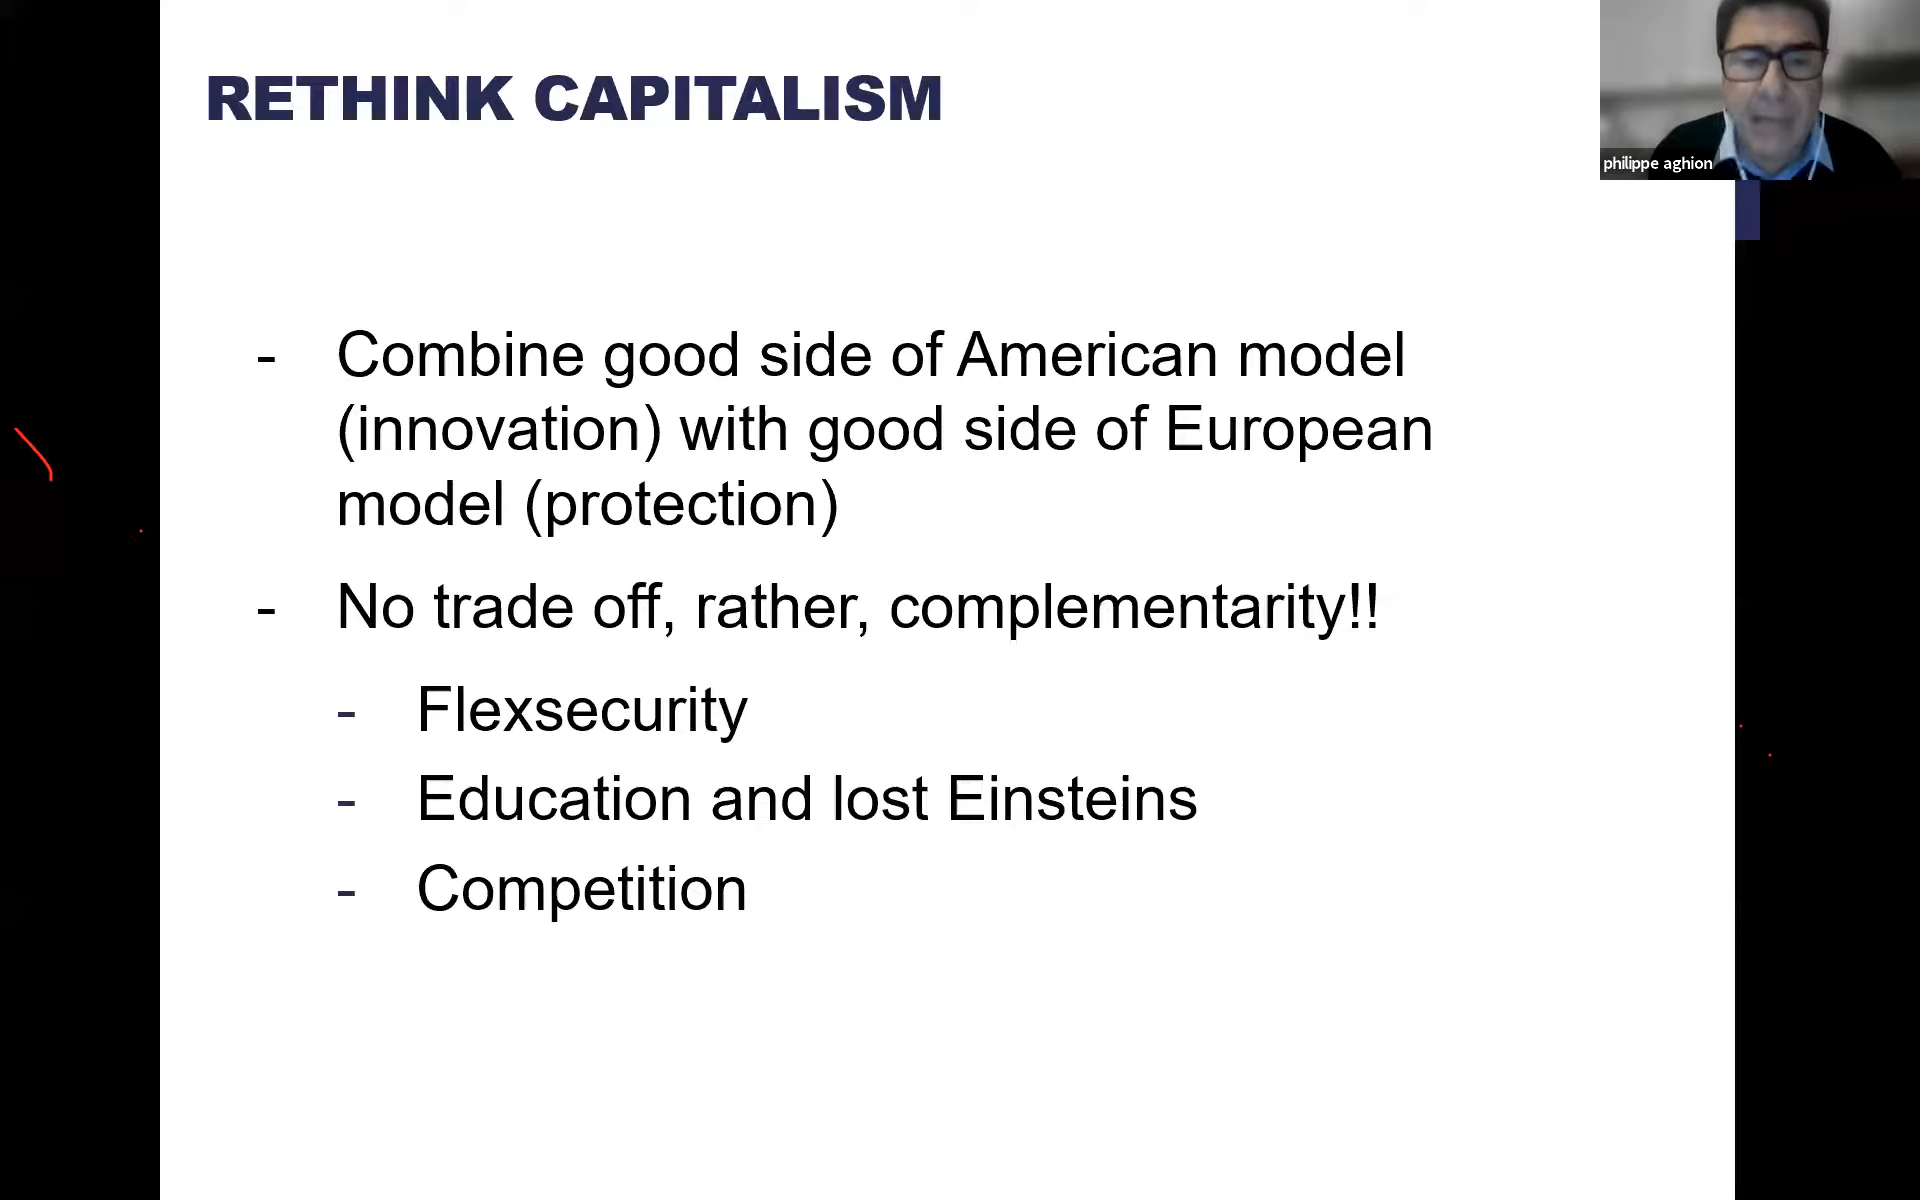 RETHINK CAPITALISM
philippe aghion
- Combine good side of American model
(innovation) with good side of European
model (protection)
- No trade off, rather, complementarity!!
- Flexsecurity
- Education and lost Einsteins
- Competition